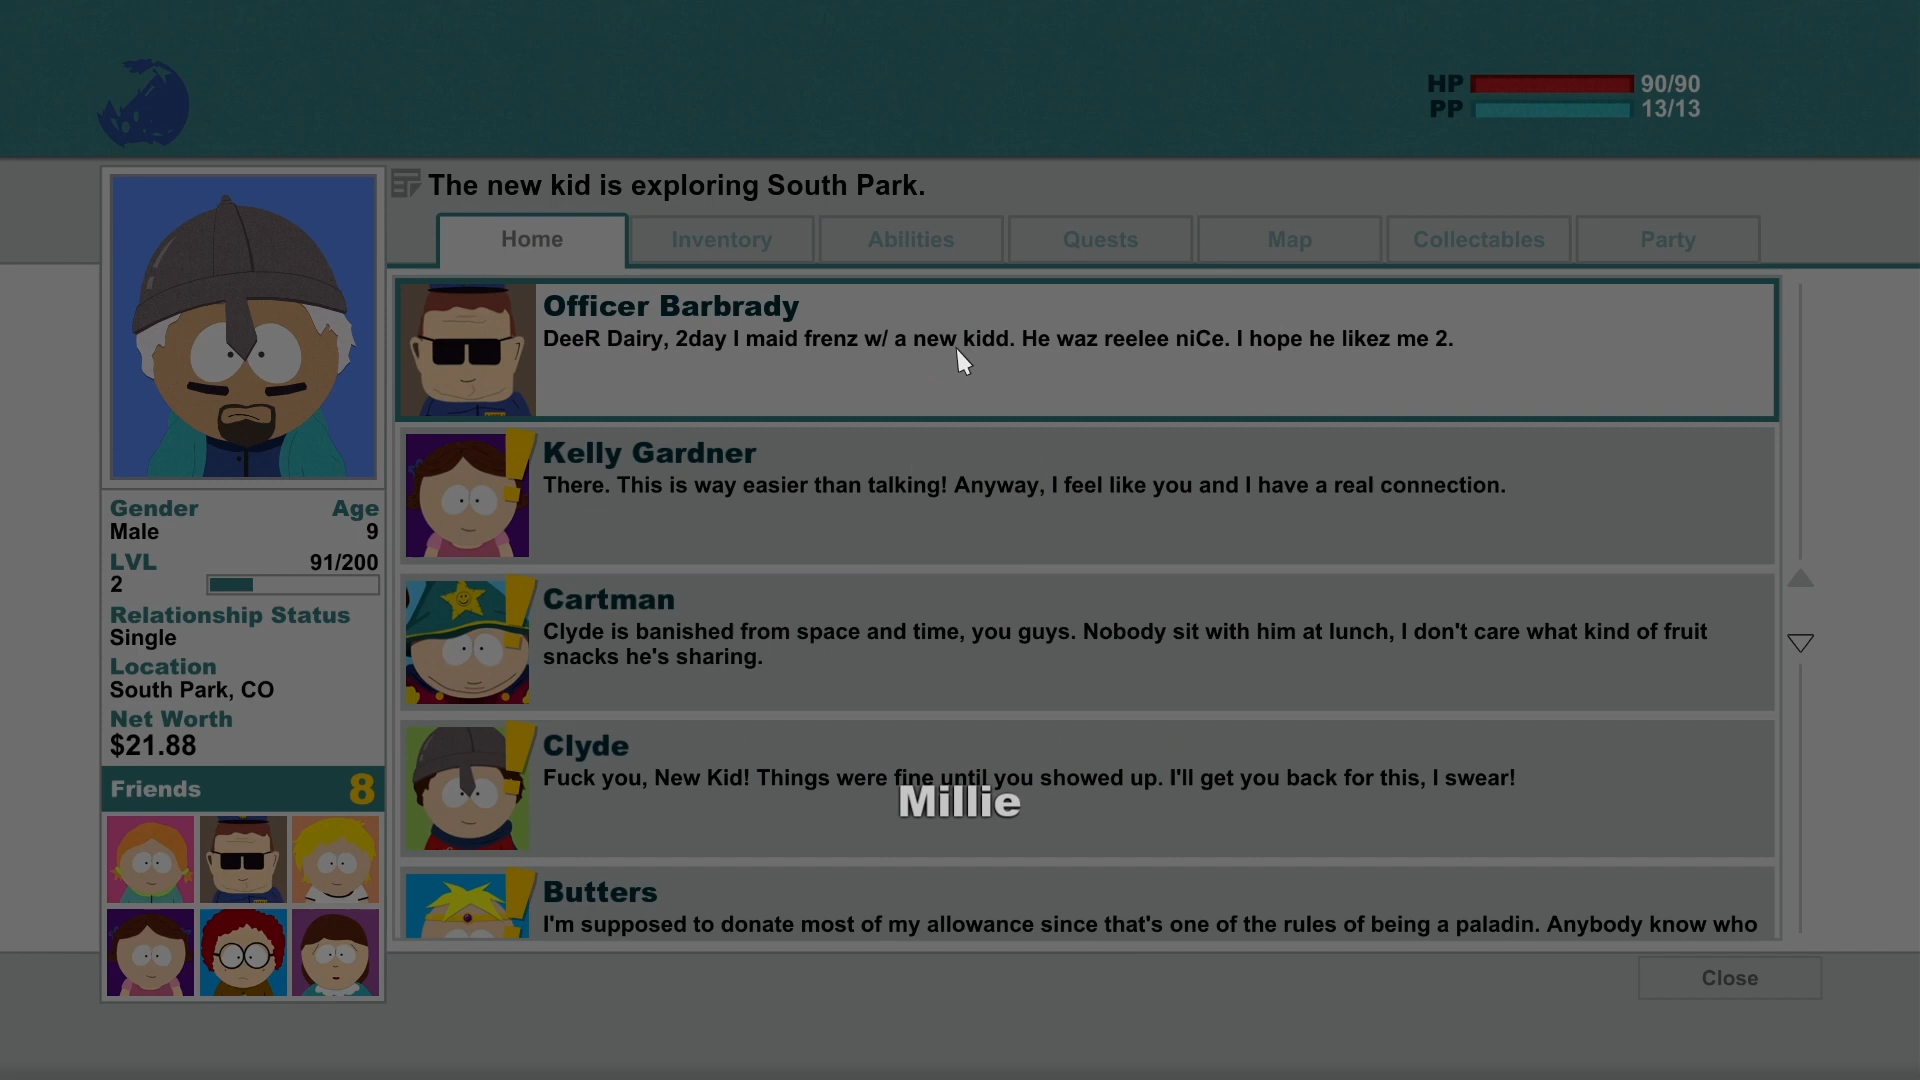 HP 90/90
PP 13/13
The new kid is exploring South Park.
Home Inventory Abilities Quests Map Collectables Party
Officer Barbrady
DeeR Dairy, 2day I maid frenz w/ a new kidd. He waz reelee niCe. I hope he likez me 2.
Kelly Gardner
There. This is way easier than talking! Anyway, I feel like you and I have a real connection.
Cartman
Clyde is banished from space and time, you guys. Nobody sit with him at lunch, I don't care what kind of fruit
snacks he's sharing.
Clyde
Fuck you, New Kid! Things were fine until you showed up. I'll get you back for this, I swear!
Millie
Butters
I'm supposed to donate most of my allowance since that's one of the rules of being a paladin. Anybody know who
Gender Age
Male 9
LVL 91/200
2
Relationship Status
Single
Location
South Park, CO
Net Worth
$21.88
Friends 8
Close